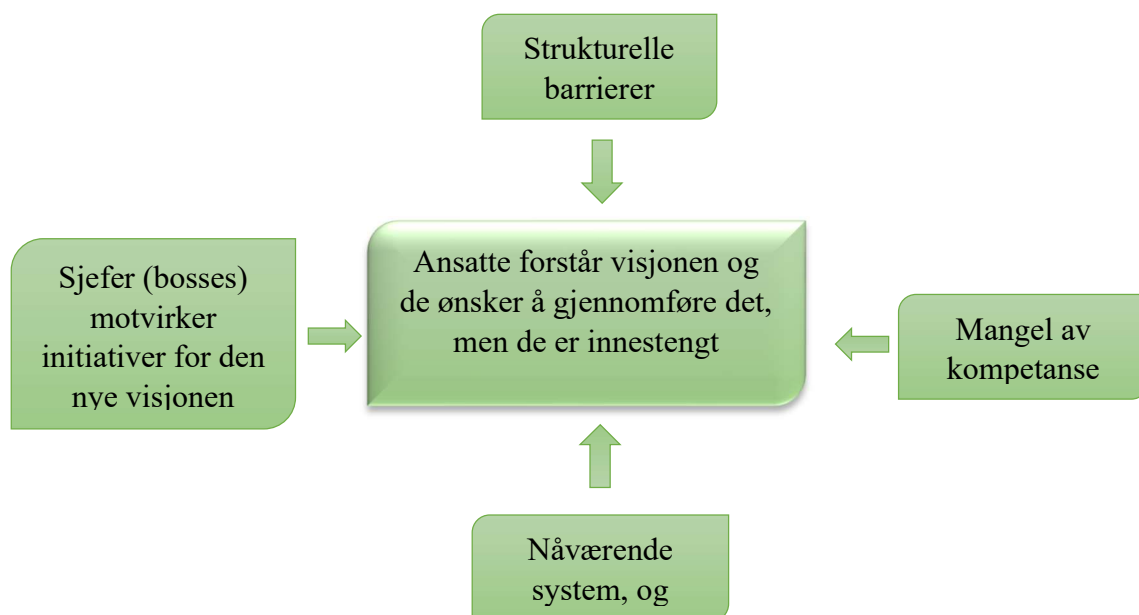 Strukturelle
barrierer
Sjefer (bosses)
motvirker
initiativer for den
nye visjonen
Ansatte forstår visjonen og
de ønsker å gjennomføre det,
men de er innestengt
Mangel av
kompetanse
Nåværende
system, og